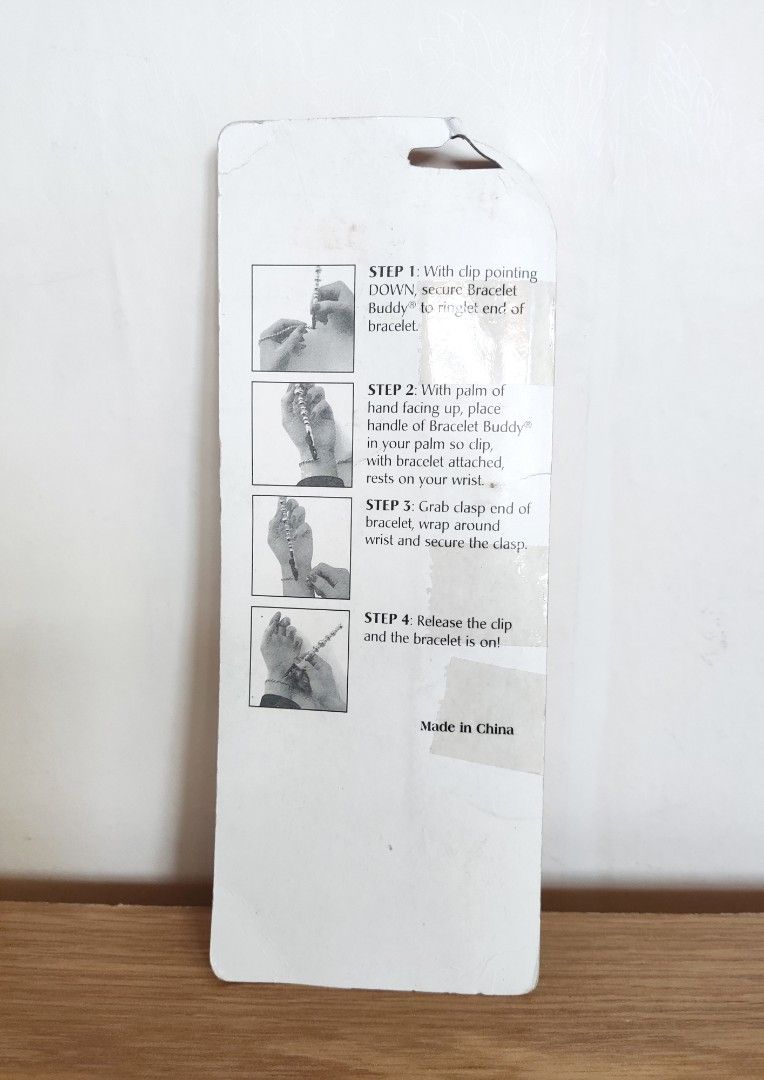 STEP 1: With clip pointing
DOWN, secure Bracelet
Buddy® to ringlet end of
bracelet.
STEP 2: With palm of
hand facing up, place
handle of Bracelet Buddy®
in your palm so clip,
with bracelet attached,
rests on your wrist.
STEP 3: Grab clasp end of
bracelet, wrap around
wrist and secure the clasp.
STEP 4: Release the clip
and the bracelet is on!
Made in China